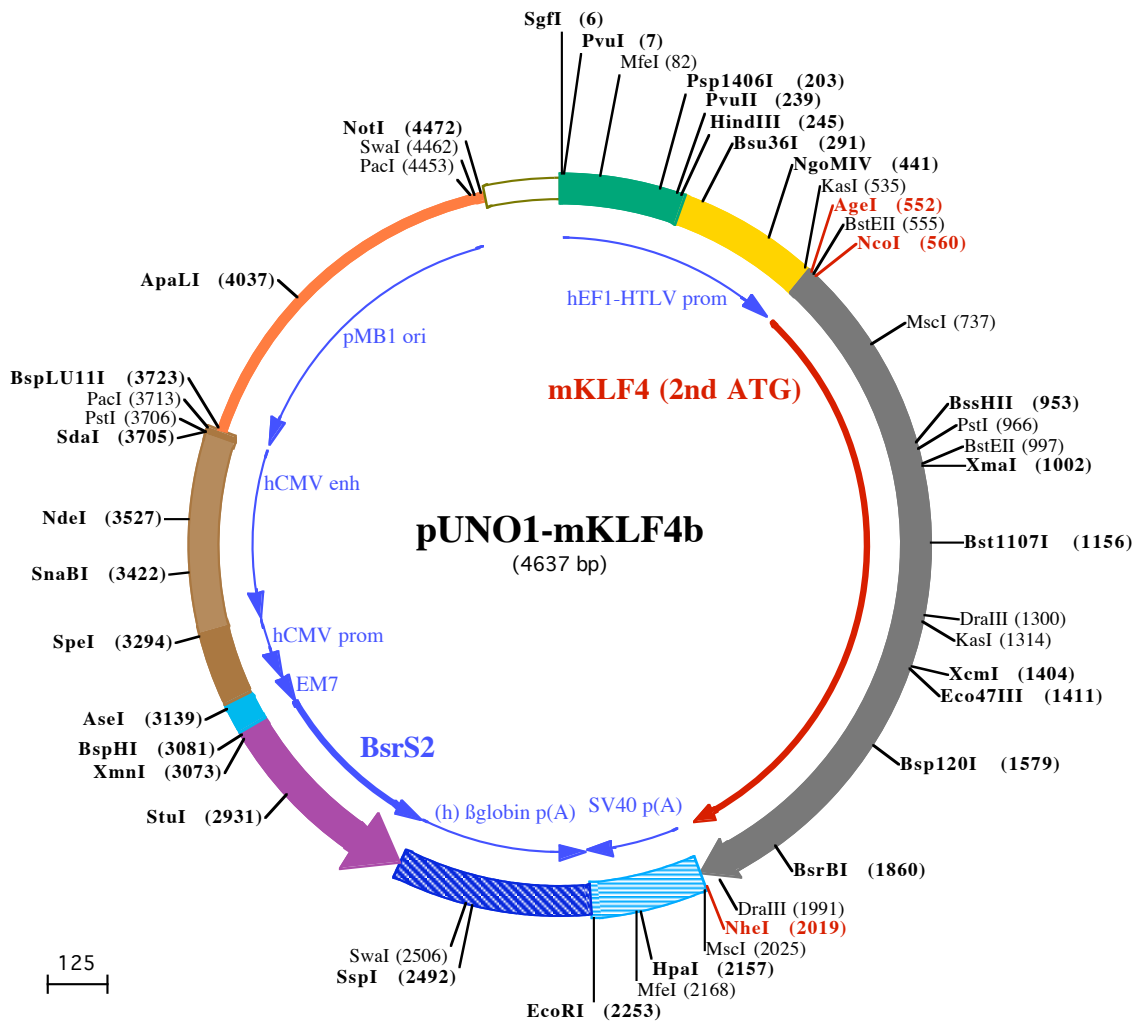 SgfI (6)
PvuI (7)
MfeI (82)
Psp1406I (203)
PvuII (239)
HindIII (245)
Bsu36I (291)
NgoMIV (441)
KasI (535)
AgeI (552)
BstEII (555)
NcoI (560)
MscI (737)
BssHII (953)
PstI (966)
BstEII (997)
XmaI (1002)
Bst1107I (1156)
DraIII (1300)
KasI (1314)
XcmI (1404)
Eco47III (1411)
Bsp120I (1579)
BsrBI (1860)
DraIII (1991)
NheI (2019)
MscI (2025)
HpaI (2157)
MfeI (2168)
EcoRI (2253)
SspI (2492)
SwaI (2506)
StuI (2931)
XmnI (3073)
BspHI (3081)
AseI (3139)
SpeI (3294)
SnaBI (3422)
NdeI (3527)
SdaI (3705)
PstI (3706)
PacI (3713)
BspLU11I (3723)
ApaLI (4037)
PacI (4453)
SwaI (4462)
NotI (4472)
hEF1-HTLV prom
mKLF4 (2nd ATG)
pMB1 ori
hCMV enh
hCMV prom
EM7
BsrS2
(h) ßglobin p(A)
SV40 p(A)
pUNO1-mKLF4b
(4637 bp)
125